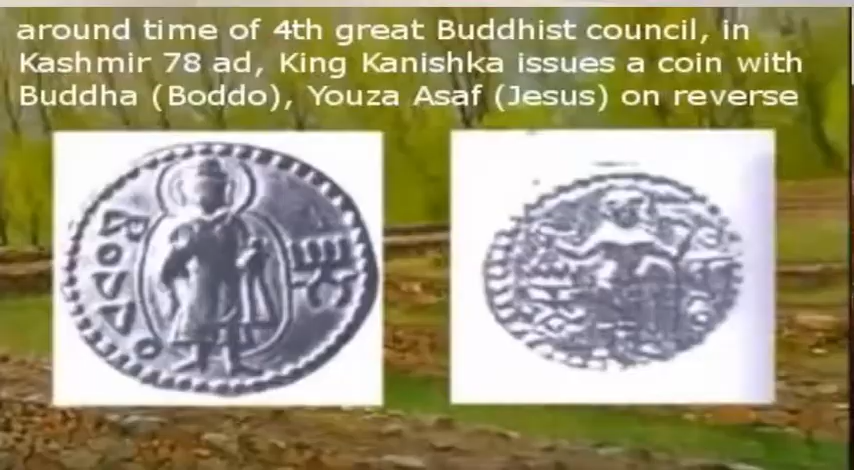 around time of 4th great Buddhist council, in
Kashmir 78 ad, King Kanishka issues a coin with
Buddha (Boddo), Youza Asaf (Jesus) on reverse
ΒΟΔΔΟ